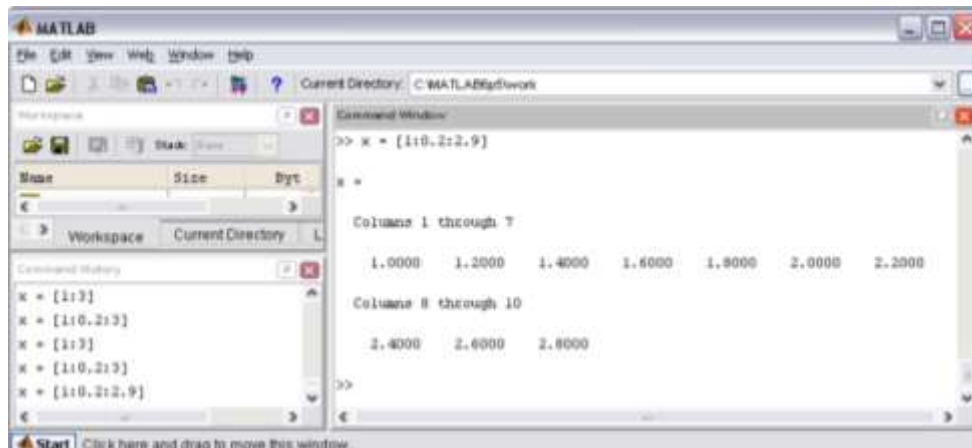 MATLAB
File Edit View Web Window Help
Current Directory: C:\MATLAB6p5\work
Workspace
Stack:
Name Size Byt
Workspace Current Directory L
Command History
x = [1:3]
x = [1:0.2:3]
x = [1:3]
x = [1:0.2:3]
x = [1:0.2:2.9]
Command Window
>> x = [1:0.2:2.9]
x =
Columns 1 through 7
1.0000 1.2000 1.4000 1.6000 1.8000 2.0000 2.2000
Columns 8 through 10
2.4000 2.6000 2.8000
>>
Start Click here and drag to move this window